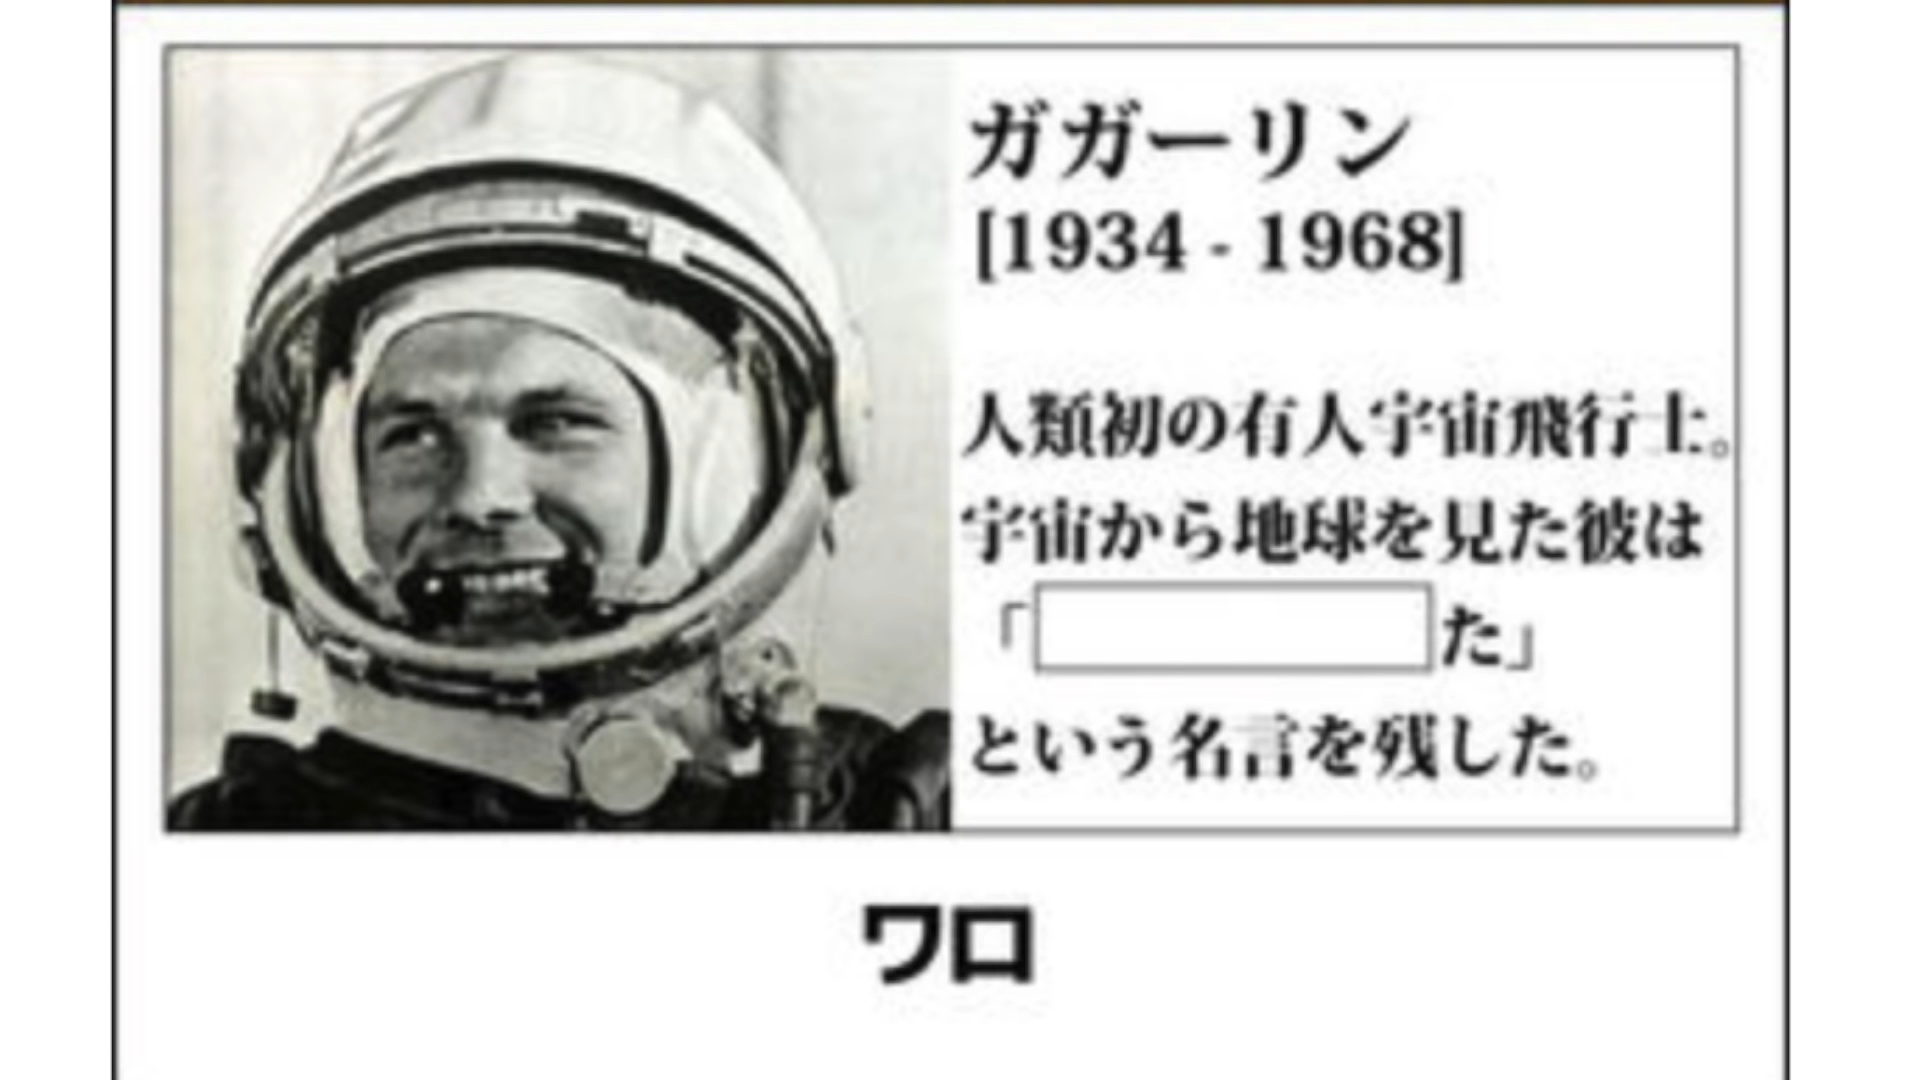 ガガーリン
[1934 - 1968]
人類初の有人宇宙飛行士。
宇宙から地球を見た彼は
「 た」
という名言を残した。
ワロ